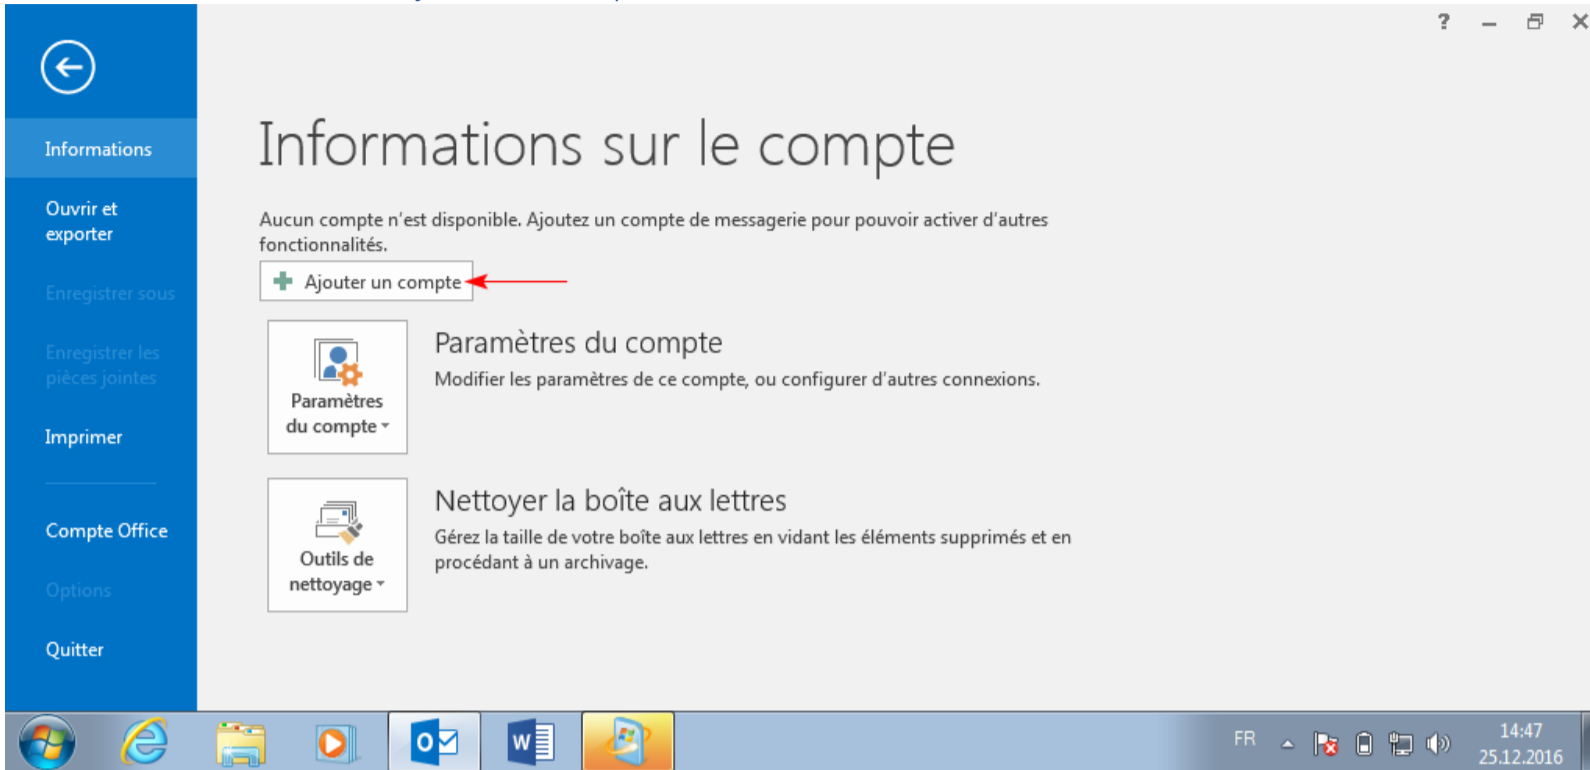 ?
Informations
Informations sur le compte
Ouvrir et
exporter
Aucun compte n'est disponible. Ajoutez un compte de messagerie pour pouvoir activer d'autres
fonctionnalités.
Ajouter un compte
Enregistrer sous
Enregistrer les
pièces jointes
Imprimer
Compte Office
Options
Quitter
Paramètres
du compte
Paramètres du compte
Modifier les paramètres de ce compte, ou configurer d'autres connexions.
Outils de
nettoyage
Nettoyer la boîte aux lettres
Gérez la taille de votre boîte aux lettres en vidant les éléments supprimés et en
procédant à un archivage.
FR
14:47
25.12.2016